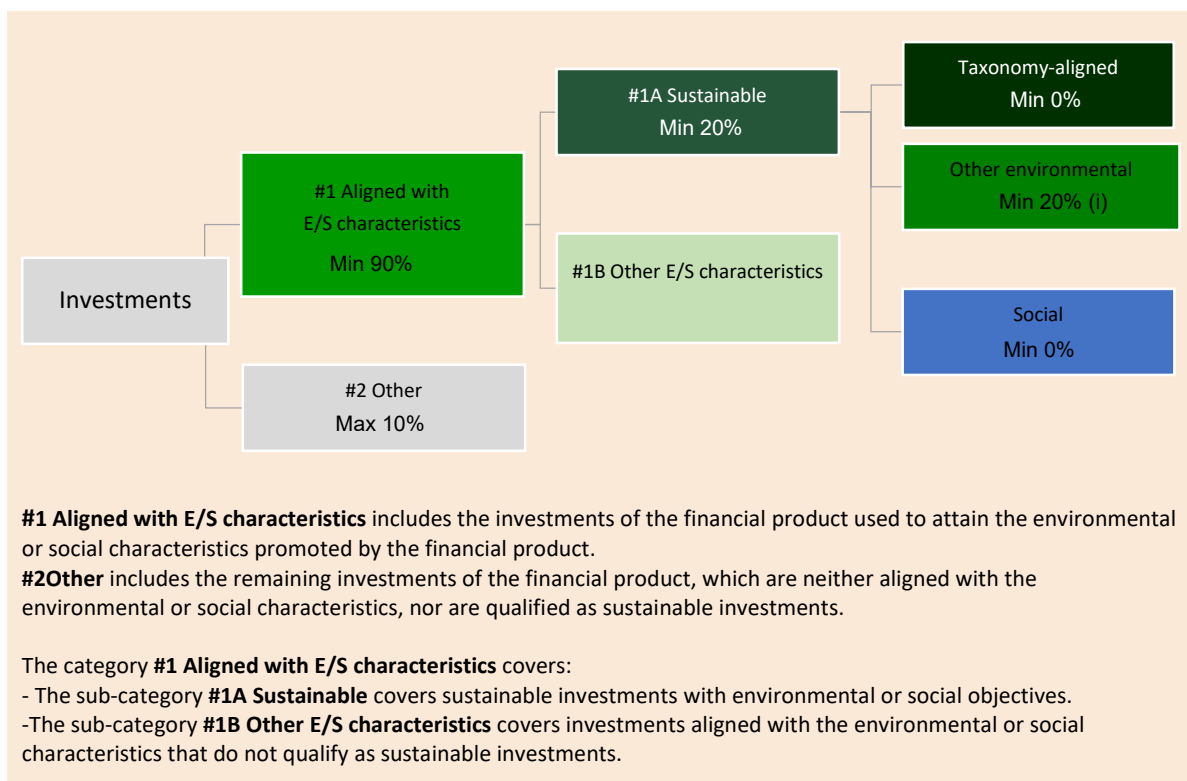 Investments
#1 Aligned with
E/S characteristics
Min 90%
#2 Other
Max 10%
#1A Sustainable
Min 20%
#1B Other E/S characteristics
Taxonomy-aligned
Min 0%
Other environmental
Min 20% (i)
Social
Min 0%
#1 Aligned with E/S characteristics includes the investments of the financial product used to attain the environmental
or social characteristics promoted by the financial product.
#2Other includes the remaining investments of the financial product, which are neither aligned with the
environmental or social characteristics, nor are qualified as sustainable investments.
The category #1 Aligned with E/S characteristics covers:
- The sub-category #1A Sustainable covers sustainable investments with environmental or social objectives.
-The sub-category #1B Other E/S characteristics covers investments aligned with the environmental or social
characteristics that do not qualify as sustainable investments.